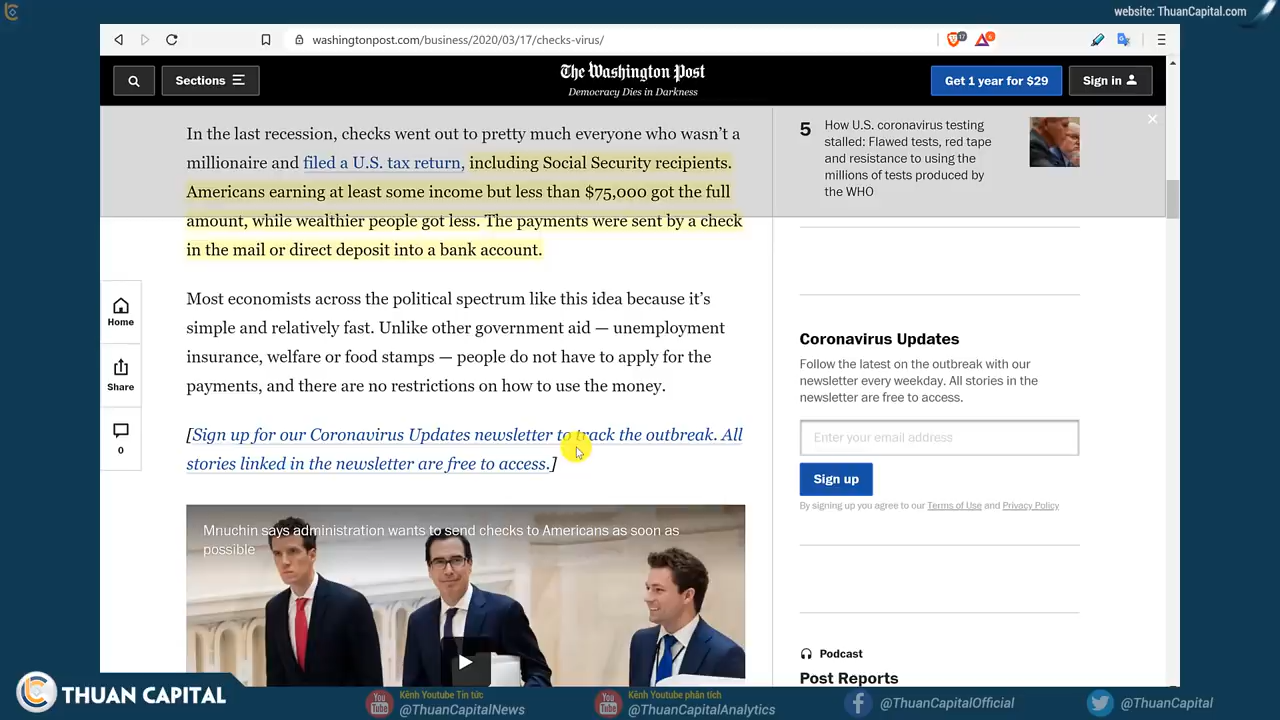 website: ThuanCapital.com
washingtonpost.com/business/2020/03/17/checks-virus/
17
4
Sections
The Washington Post
Democracy Dies in Darkness
Get 1 year for $29
Sign in
In the last recession, checks went out to pretty much everyone who wasn't a
millionaire and filed a U.S. tax return, including Social Security recipients.
Americans earning at least some income but less than $75,000 got the full
amount, while wealthier people got less. The payments were sent by a check
in the mail or direct deposit into a bank account.
Most economists across the political spectrum like this idea because it's
simple and relatively fast. Unlike other government aid — unemployment
insurance, welfare or food stamps — people do not have to apply for the
payments, and there are no restrictions on how to use the money.
[Sign up for our Coronavirus Updates newsletter to track the outbreak. All
stories linked in the newsletter are free to access.]
Mnuchin says administration wants to send checks to Americans as soon as
possible
Home
Share
0
5
How U.S. coronavirus testing
stalled: Flawed tests, red tape
and resistance to using the
millions of tests produced by
the WHO
Coronavirus Updates
Follow the latest on the outbreak with our
newsletter every weekday. All stories in the
newsletter are free to access.
Enter your email address
Sign up
By signing up you agree to our Terms of Use and Privacy Policy
Podcast
Post Reports
THUAN CAPITAL
You
Tube
Kênh Youtube Tin tức:
@ThuanCapitalNews
You
Tube
Kênh Youtube phân tích
@ThuanCapitalAnalytics
@ThuanCapitalOfficial
@ThuanCapital